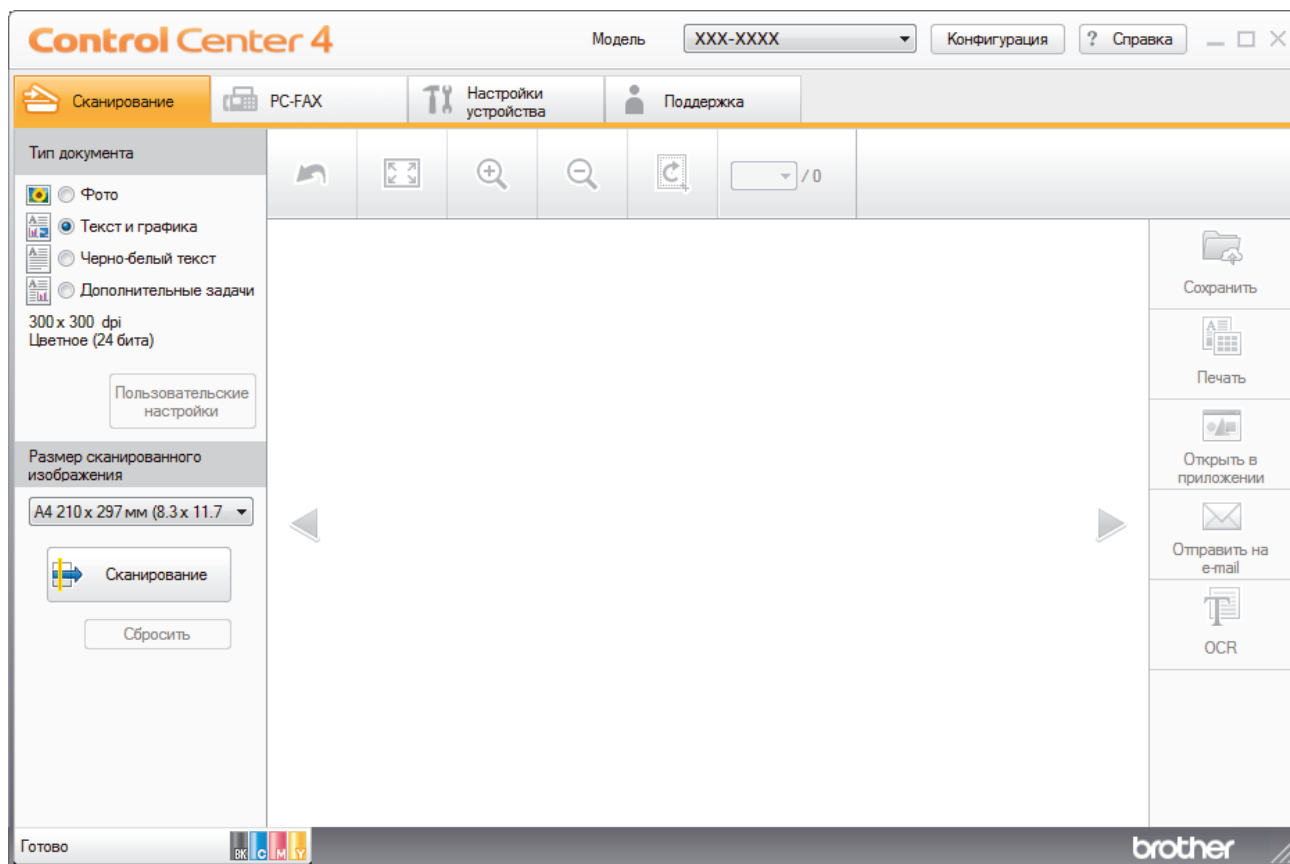 Control Center 4
Модель
XXX-XXXX
Конфигурация
? Справка
Сканирование
PC-FAX
Настройки
устройства
Поддержка
Тип документа
Фото
Текст и графика
Черно-белый текст
Дополнительные задачи
300 x 300 dpi
Цветное (24 бита)
Пользовательские
настройки
Размер сканированного
изображения
A4 210 x 297 мм (8.3 x 11.7
Сканирование
Сбросить
/ 0
Сохранить
Печать
Открыть в
приложении
Отправить на
e-mail
OCR
Готово
BK C M Y
brother